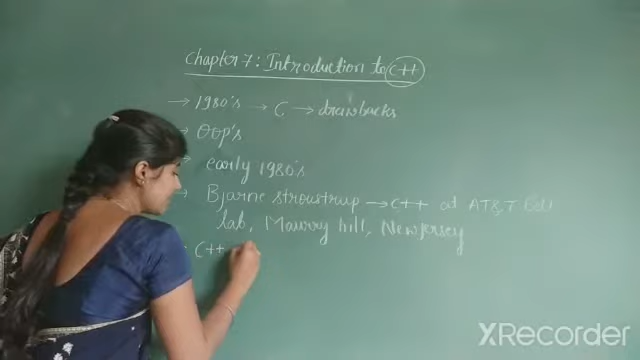 Chapter 7: Introduction to C++
→ 1980's → C → drawbacks
→ OOP's
early 1980's
→ Bjarne stroustrup → C++ at AT&T Bell
lab, Maurry hill, New Jersey
C++
XRecorder